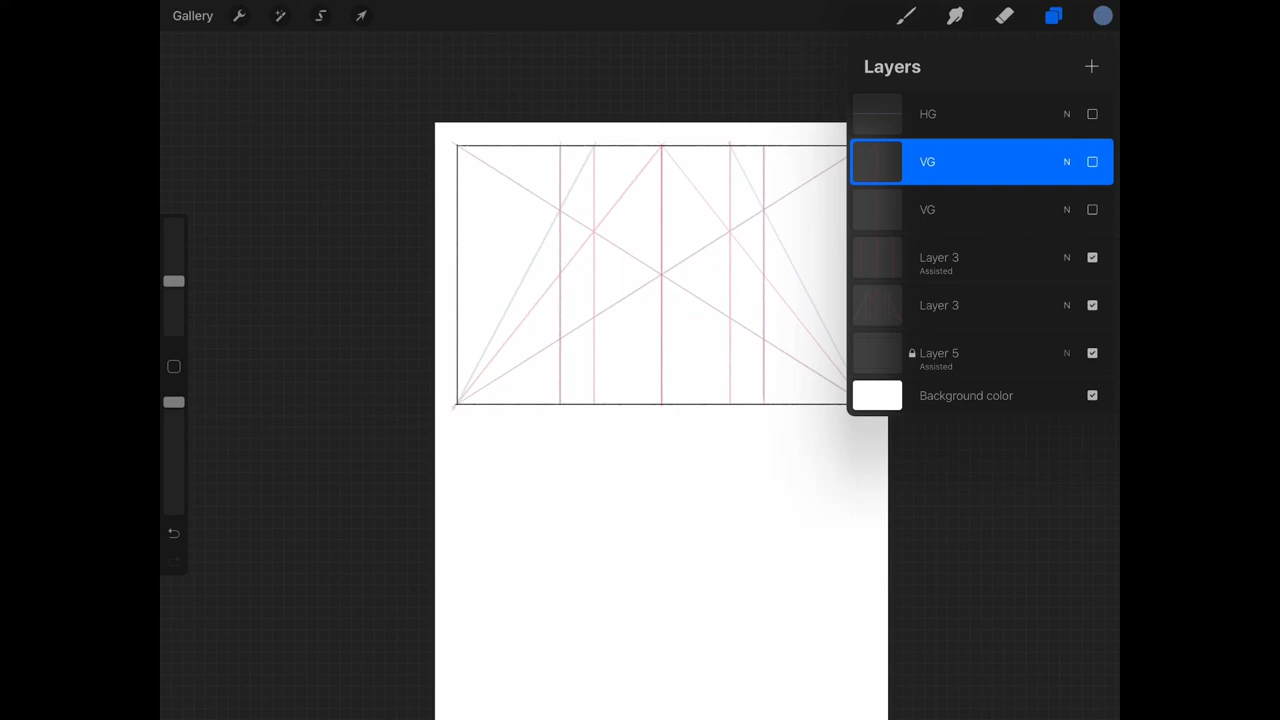 Gallery
Layers
HG N
VG N
VG N
Layer 3 N
Assisted
Layer 3 N
Layer 5 N
Assisted
Background color